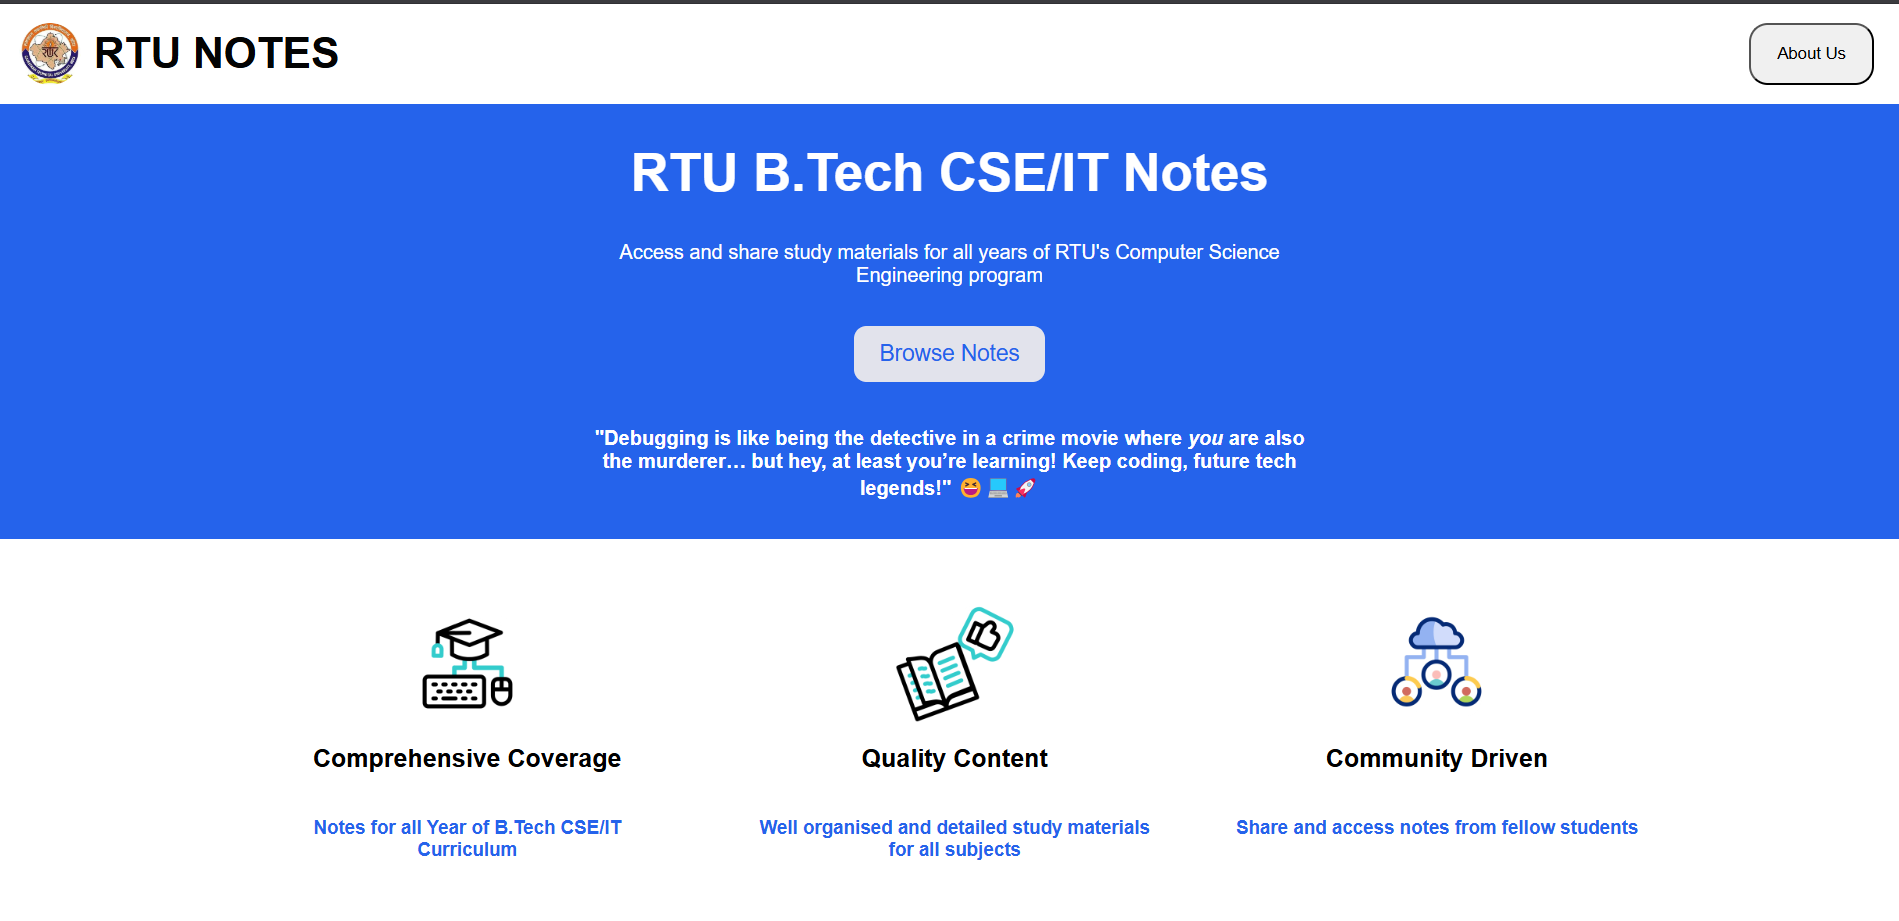 RTU NOTES
About Us
RTU B.Tech CSE/IT Notes
Access and share study materials for all years of RTU's Computer Science
Engineering program
Browse Notes
"Debugging is like being the detective in a crime movie where you are also
the murderer… but hey, at least you’re learning! Keep coding, future tech
legends!" 😆 💻 🚀
Comprehensive Coverage
Quality Content
Community Driven
Notes for all Year of B.Tech CSE/IT
Curriculum
Well organised and detailed study materials
for all subjects
Share and access notes from fellow students